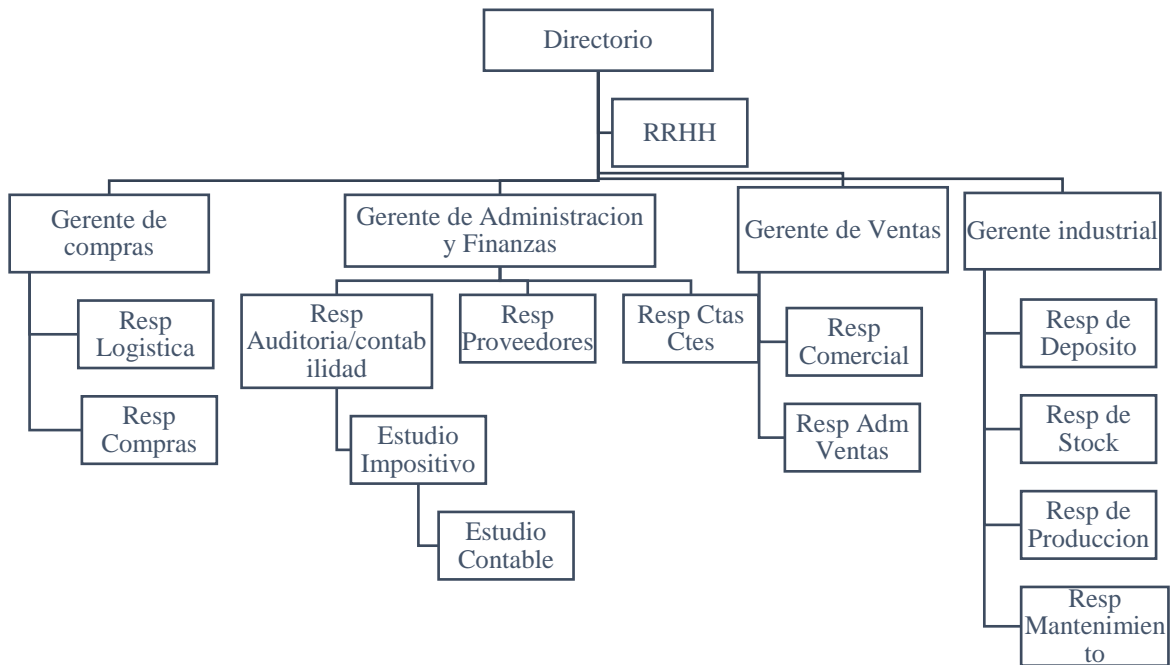 Directorio
RRHH
Gerente de
compras
Gerente de Administracion
y Finanzas
Gerente de Ventas
Gerente industrial
Resp
Logistica
Resp
Compras
Resp
Auditoria/contab
ilidad
Resp
Proveedores
Resp Ctas
Ctes
Estudio
Impositivo
Estudio
Contable
Resp
Comercial
Resp Adm
Ventas
Resp de
Deposito
Resp de
Stock
Resp de
Produccion
Resp
Mantenimien
to